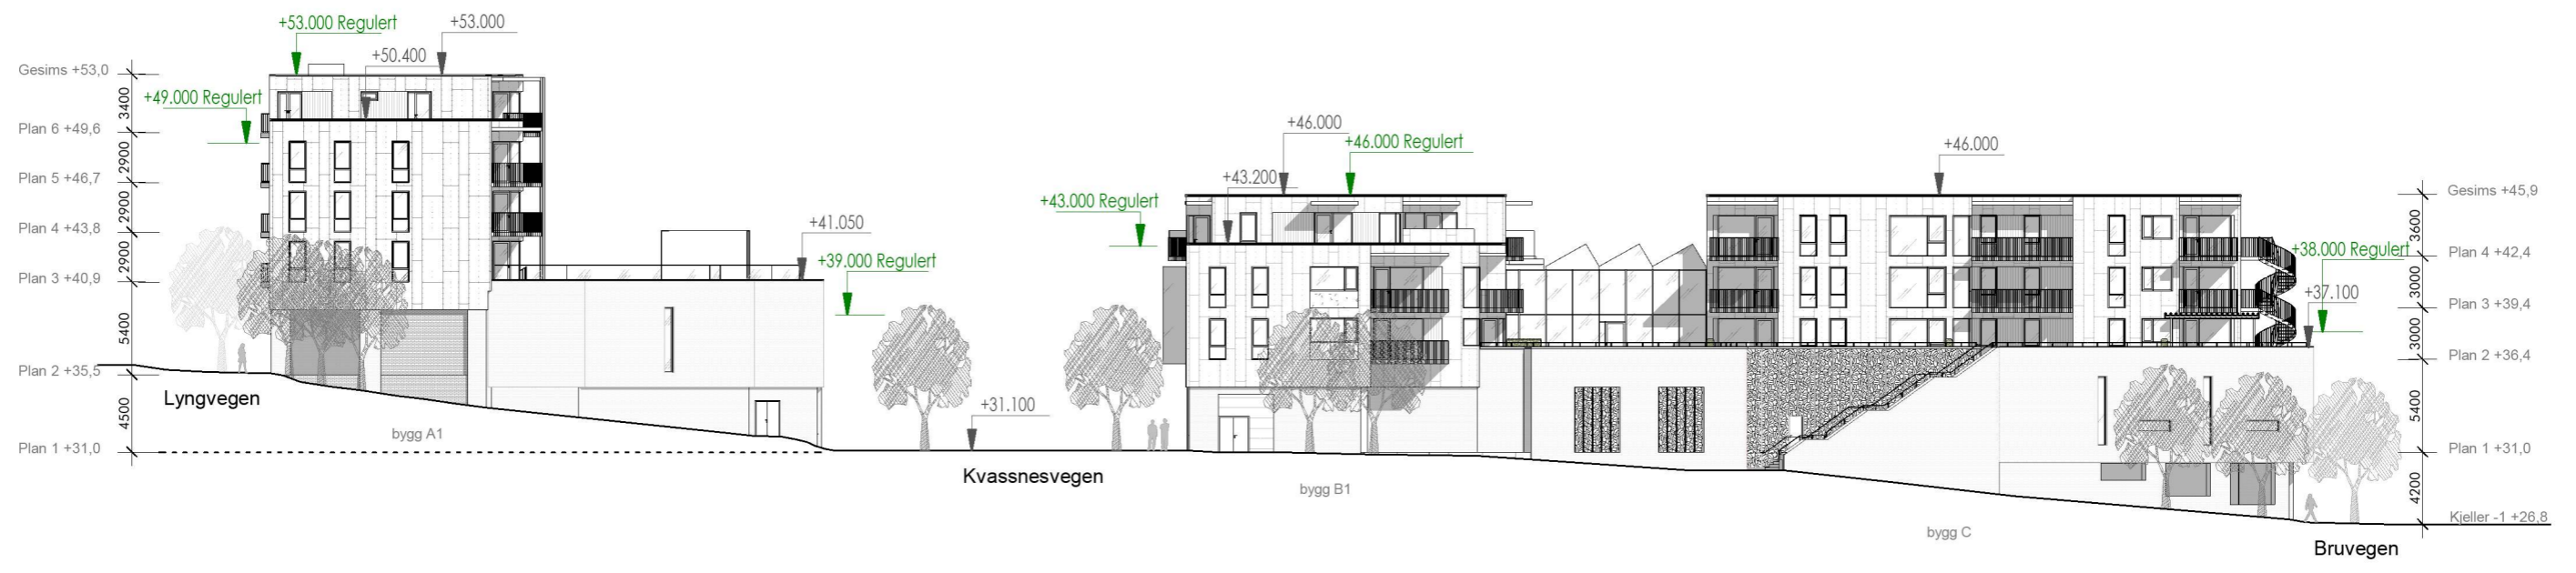 +53.000 Regulert
+53.000
+50.400
Gesims +53,0
3400
+49.000 Regulert
Plan 6 +49,6
2900
Plan 5 +46,7
2900
Plan 4 +43,8
2900
Plan 3 +40,9
5400
Plan 2 +35,5
4500
Plan 1 +31,0
Lyngvegen
bygg A1
+41.050
+39.000 Regulert
+31.100
Kvassnesvegen
+46.000
+46.000 Regulert
+43.200
+43.000 Regulert
bygg B1
+46.000
bygg C
Gesims +45,9
3600
+38.000 Regulert
Plan 4 +42,4
3000
+37.100
Plan 3 +39,4
3000
Plan 2 +36,4
5400
Plan 1 +31,0
4200
Kjeller -1 +26,8
Bruvegen